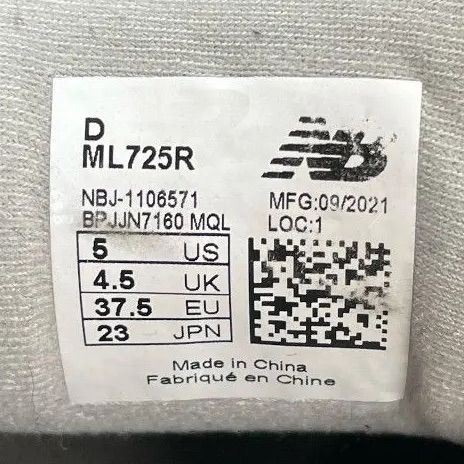 D
ML725R
NB
NBJ-1106571
BPJJN7160 MQL
MFG:09/2021
LOC:1
5 US
4.5 UK
37.5 EU
23 JPN
Made in China
Fabriqué en Chine